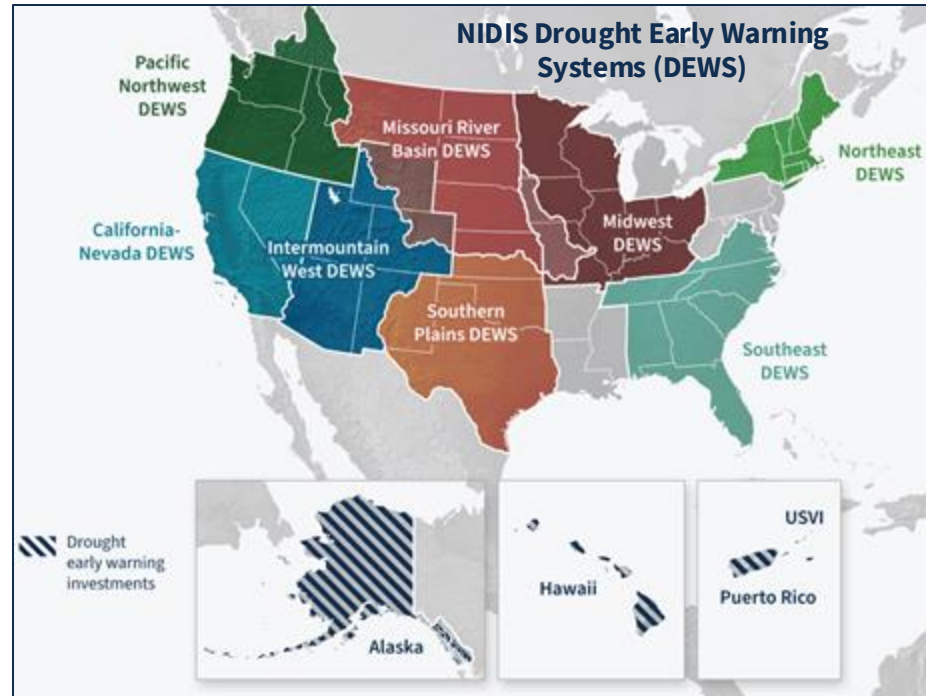 NIDIS Drought Early Warning
Systems (DEWS)
Pacific
Northwest
DEWS
Missouri River
Basin DEWS
Northeast
DEWS
California-
Nevada DEWS
Intermountain
West DEWS
Midwest
DEWS
Southern
Plains DEWS
Southeast
DEWS
Drought
early warning
investments
Alaska
Hawaii
USVI
Puerto Rico